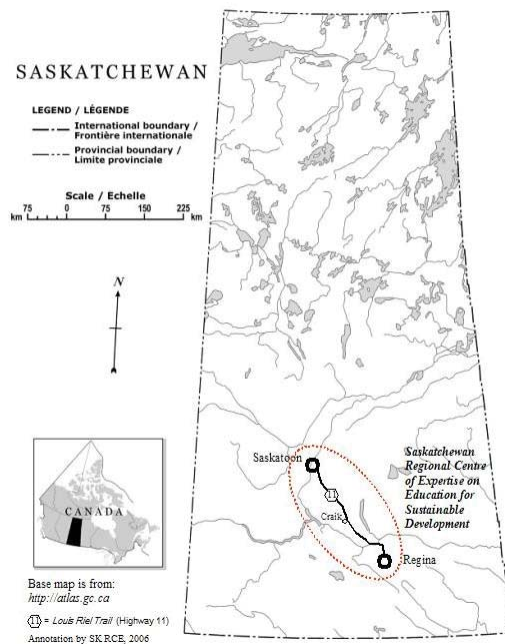 SASKATCHEWAN
LEGEND / LÉGENDE
International boundary /
Frontière internationale
Provincial boundary /
Limite provinciale
Scale / Echelle
75 0 75 150 225
km km
N
Saskatoon
11
Craik
Regina
Saskatchewan
Regional Centre
of Expertise on
Education for
Sustainable
Development
CANADA
Base map is from:
http://atlas.gc.ca
11 = Louis Riel Trail (Highway 11)
Annotation by SK RCE, 2006